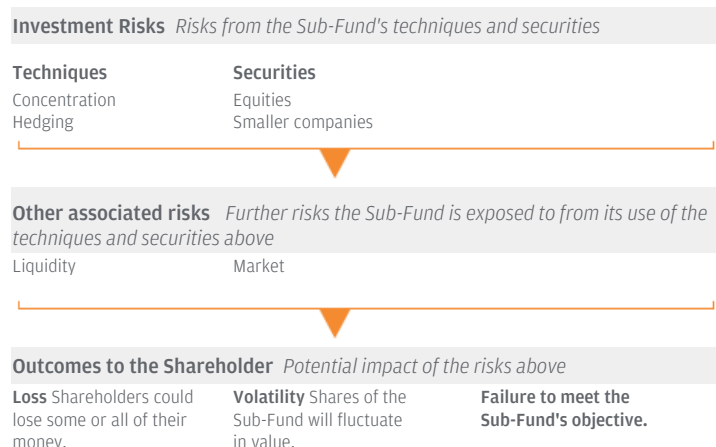 Investment Risks Risks from the Sub-Fund's techniques and securities
Techniques Securities
Concentration Equities
Hedging Smaller companies
Other associated risks Further risks the Sub-Fund is exposed to from its use of the
techniques and securities above
Liquidity Market
Outcomes to the Shareholder Potential impact of the risks above
Loss Shareholders could
lose some or all of their
money.
Volatility Shares of the
Sub-Fund will fluctuate
in value.
Failure to meet the
Sub-Fund's objective.